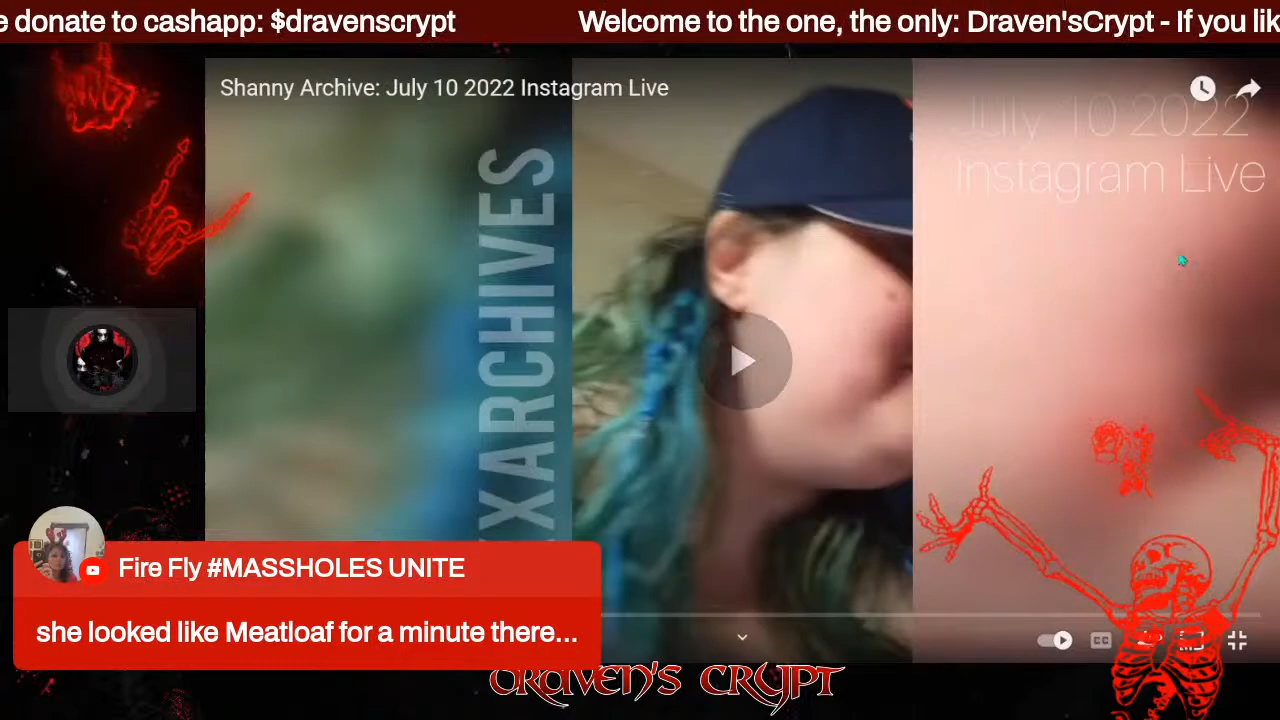 e donate to cashapp: $dravenscrypt Welcome to the one, the only: Draven'sCrypt - If you lik
Shanny Archive: July 10 2022 Instagram Live
July 10 2022
Instagram Live
XARCHIVES
Fire Fly #MASSHOLES UNITE
she looked like Meatloaf for a minute there...
CC
DRAVEN'S CRYPT